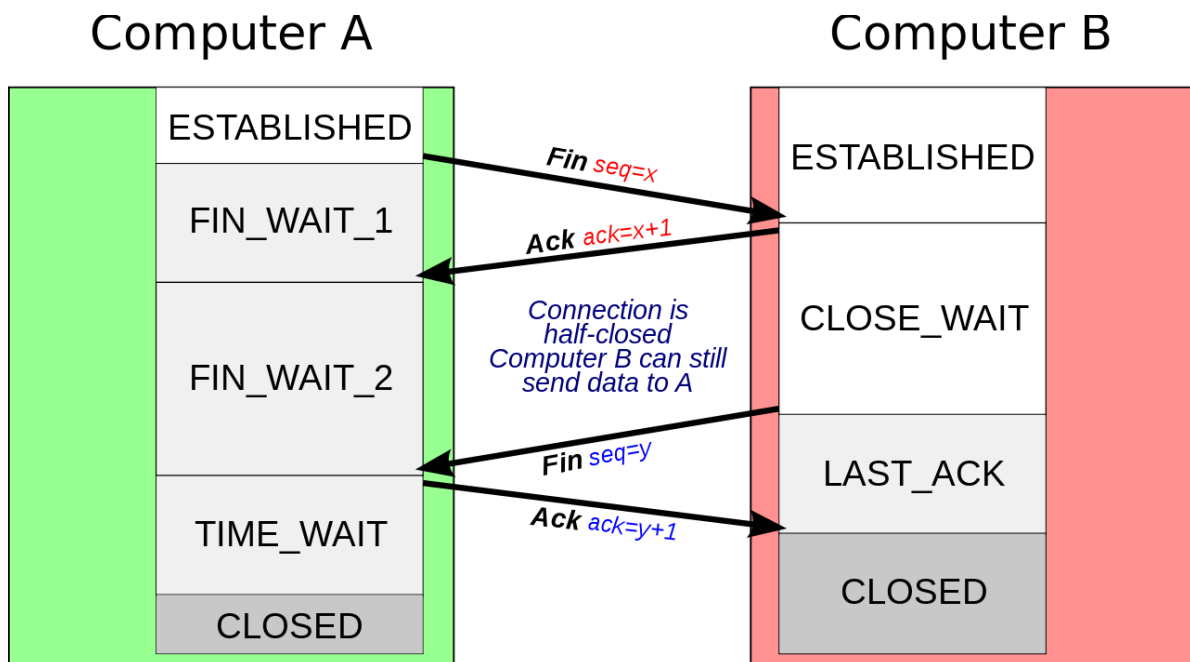 Computer A
Computer B
ESTABLISHED
ESTABLISHED
Fin seq=x
FIN_WAIT_1
Ack ack=x+1
CLOSE_WAIT
Connection is
half-closed
Computer B can still
send data to A
FIN_WAIT_2
Fin seq=y
LAST_ACK
TIME_WAIT
Ack ack=y+1
CLOSED
CLOSED